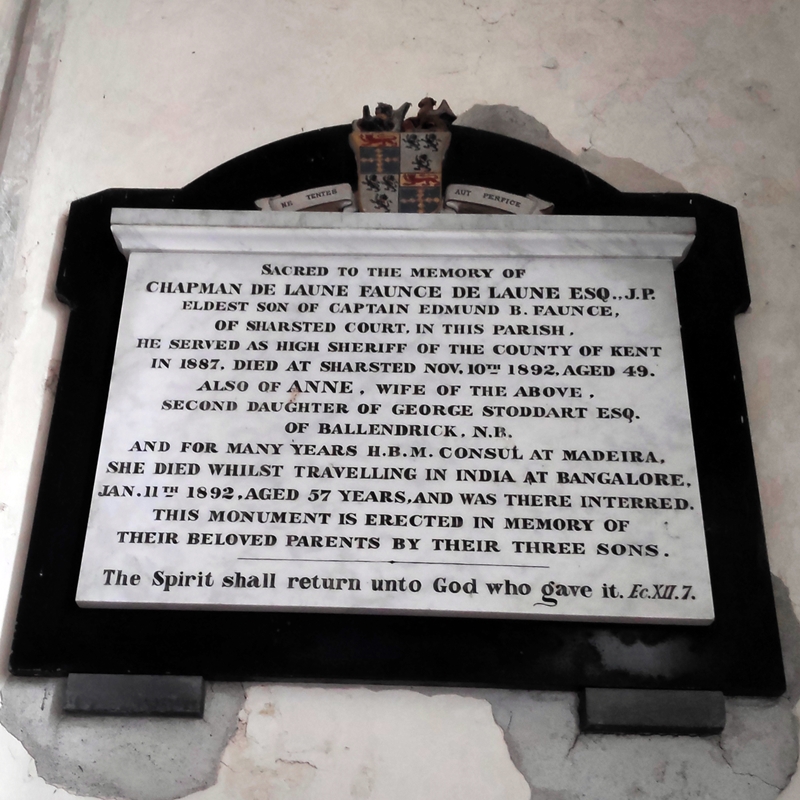 NE TENTES AUT PERFICE
SACRED TO THE MEMORY OF
CHAPMAN DE LAUNE FAUNCE DE LAUNE ESQ., J.P.
ELDEST SON OF CAPTAIN EDMUND B. FAUNCE,
OF SHARSTED COURT, IN THIS PARISH.
HE SERVED AS HIGH SHERIFF OF THE COUNTY OF KENT
IN 1887. DIED AT SHARSTED NOV. 10TH 1892, AGED 49.
ALSO OF ANNE, WIFE OF THE ABOVE,
SECOND DAUGHTER OF GEORGE STODDART ESQ.
OF BALLENDRICK, N.B.
AND FOR MANY YEARS H.B.M. CONSUL AT MADEIRA,
SHE DIED WHILST TRAVELLING IN INDIA AT BANGALORE,
JAN. 11TH 1892, AGED 57 YEARS, AND WAS THERE INTERRED.
THIS MONUMENT IS ERECTED IN MEMORY OF
THEIR BELOVED PARENTS BY THEIR THREE SONS.
The Spirit shall return unto God who gave it. Ec. XII. 7.